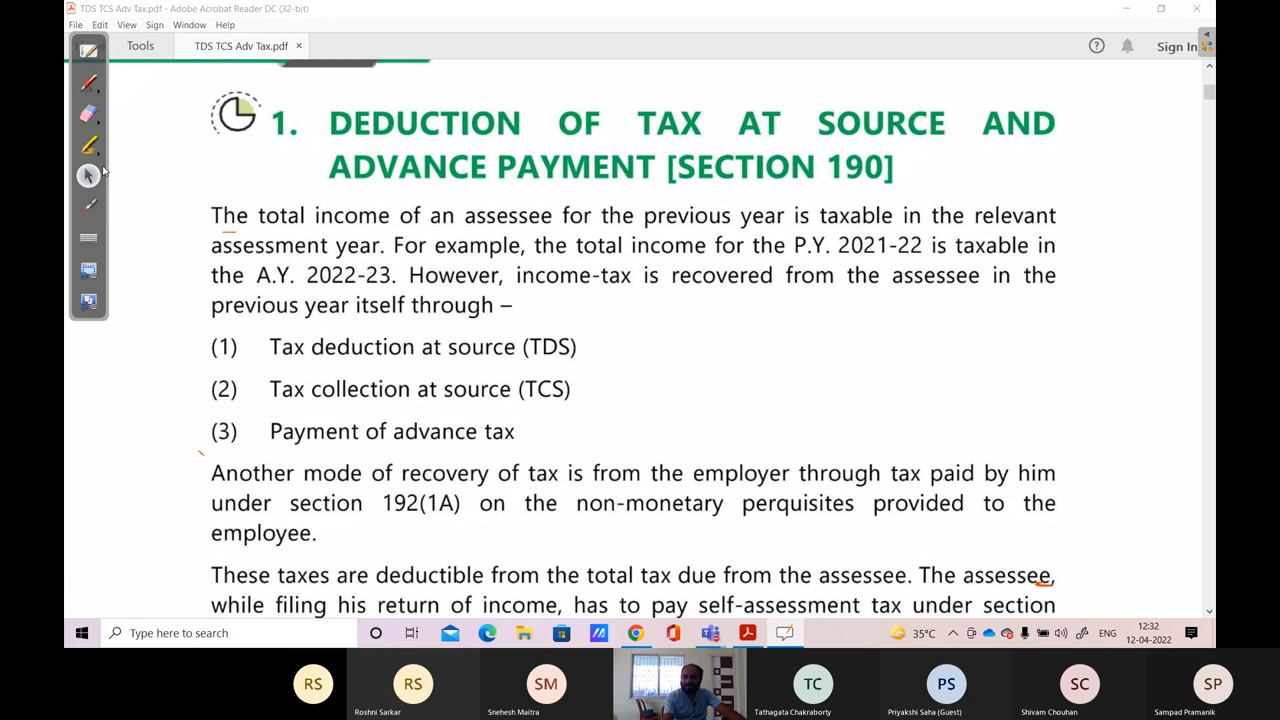 TDS TCS Adv Tax.pdf - Adobe Acrobat Reader DC (32-bit)
File Edit View Sign Window Help
Tools TDS TCS Adv Tax.pdf × Sign In
1. DEDUCTION OF TAX AT SOURCE AND
ADVANCE PAYMENT [SECTION 190]
The total income of an assessee for the previous year is taxable in the relevant
assessment year. For example, the total income for the P.Y. 2021-22 is taxable in
the A.Y. 2022-23. However, income-tax is recovered from the assessee in the
previous year itself through –
(1) Tax deduction at source (TDS)
(2) Tax collection at source (TCS)
(3) Payment of advance tax
Another mode of recovery of tax is from the employer through tax paid by him
under section 192(1A) on the non-monetary perquisites provided to the
employee.
These taxes are deductible from the total tax due from the assessee. The assessee,
while filing his return of income, has to pay self-assessment tax under section
Type here to search 35°C ENG 12:32
12-04-2022
RS RS SM TC PS SC SP
Roshni Sarkar Snehesh Maitra Tathagata Chakraborty Priyakshi Saha (Guest) Shivam Chouhan Sampad Pramanik